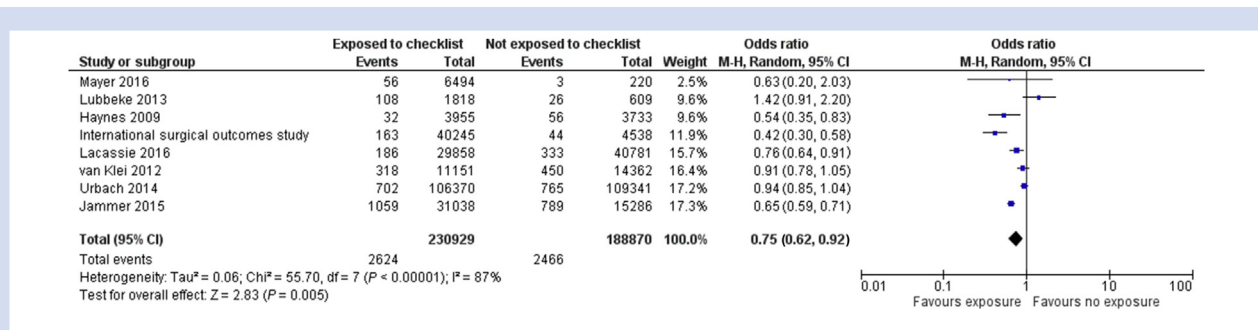 Exposed to checklist Not exposed to checklist Odds ratio Odds ratio
Study or subgroup Events Total Events Total Weight M-H, Random, 95% CI M-H, Random, 95% CI
Mayer 2016 56 6494 3 220 2.5% 0.63 (0.20, 2.03)
Lubbeke 2013 108 1818 26 609 9.6% 1.42 (0.91, 2.20)
Haynes 2009 32 3955 56 3733 9.6% 0.54 (0.35, 0.83)
International surgical outcomes study 163 40245 44 4538 11.9% 0.42 (0.30, 0.58)
Lacassie 2016 186 29858 333 40781 15.7% 0.76 (0.64, 0.91)
van Klei 2012 318 11151 450 14362 16.4% 0.91 (0.78, 1.05)
Urbach 2014 702 106370 765 109341 17.2% 0.94 (0.85, 1.04)
Jammer 2015 1059 31038 789 15286 17.3% 0.65 (0.59, 0.71)
Total (95% CI) 230929 188870 100.0% 0.75 (0.62, 0.92)
Total events 2624 2466
Heterogeneity: Tau² = 0.06; Chi² = 55.70, df = 7 (P < 0.00001); I² = 87%
Test for overall effect: Z = 2.83 (P = 0.005)
0.01 0.1 1 10 100
Favours exposure Favours no exposure